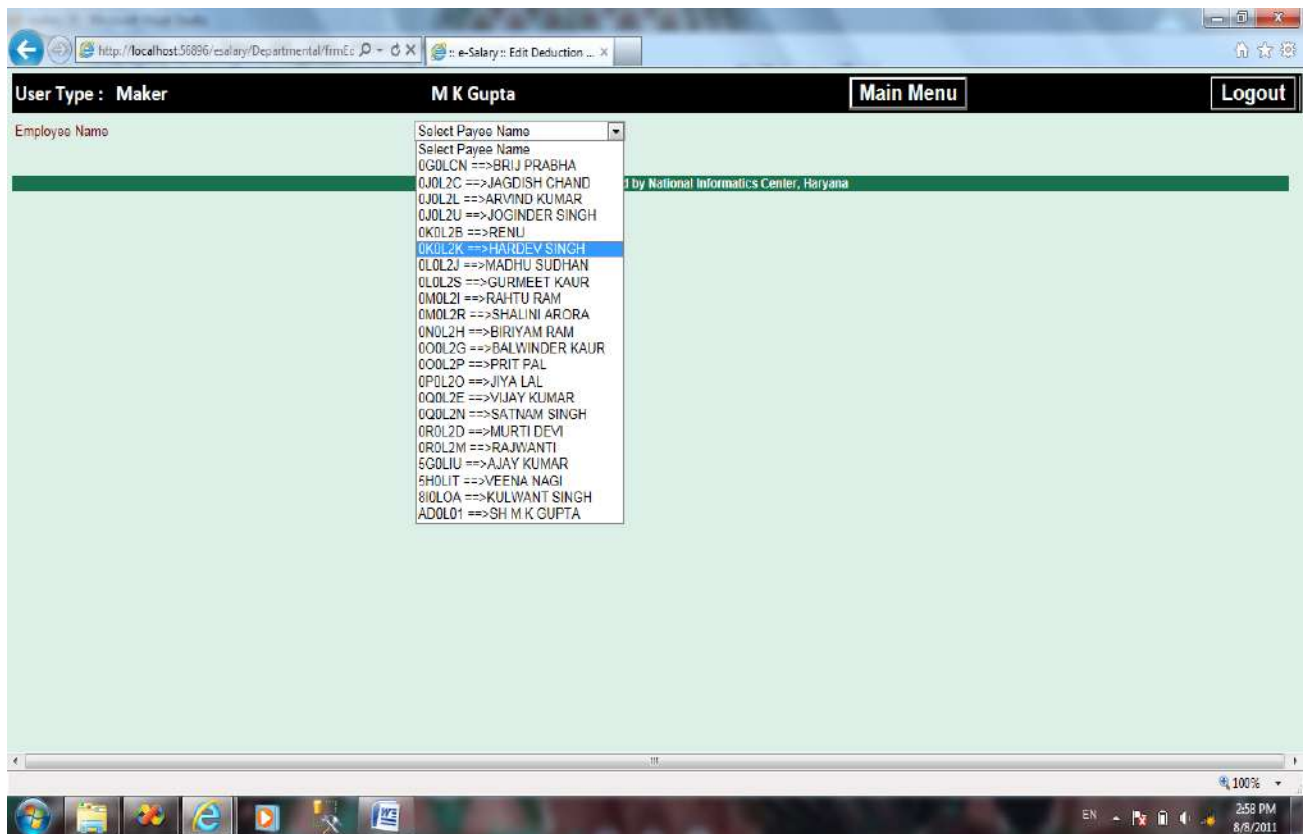 http://localhost:56896/esalary/Departmental/frmEc
:: e-Salary :: Edit Deduction ...
User Type : Maker M K Gupta Main Menu Logout
Employee Name Select Payee Name
Select Payee Name
0G0LCN ==>BRIJ PRABHA
0J0L2C ==>JAGDISH CHAND
d by National Informatics Center, Haryana
0J0L2L ==>ARVIND KUMAR
0J0L2U ==>JOGINDER SINGH
0K0L2B ==>RENU
0K0L2K ==>HARDEV SINGH
0L0L2J ==>MADHU SUDHAN
0L0L2S ==>GURMEET KAUR
0M0L2I ==>RAHTU RAM
0M0L2R ==>SHALINI ARORA
0N0L2H ==>BIRIYAM RAM
0O0L2G ==>BALWINDER KAUR
0O0L2P ==>PRIT PAL
0P0L2O ==>JIYA LAL
0Q0L2E ==>VIJAY KUMAR
0Q0L2N ==>SATNAM SINGH
0R0L2D ==>MURTI DEVI
0R0L2M ==>RAJWANTI
5G0LIU ==>AJAY KUMAR
5H0LIT ==>VEENA NAGI
8I0LOA ==>KULWANT SINGH
AD0L01 ==>SH M K GUPTA
100%
EN 2:58 PM
8/8/2011